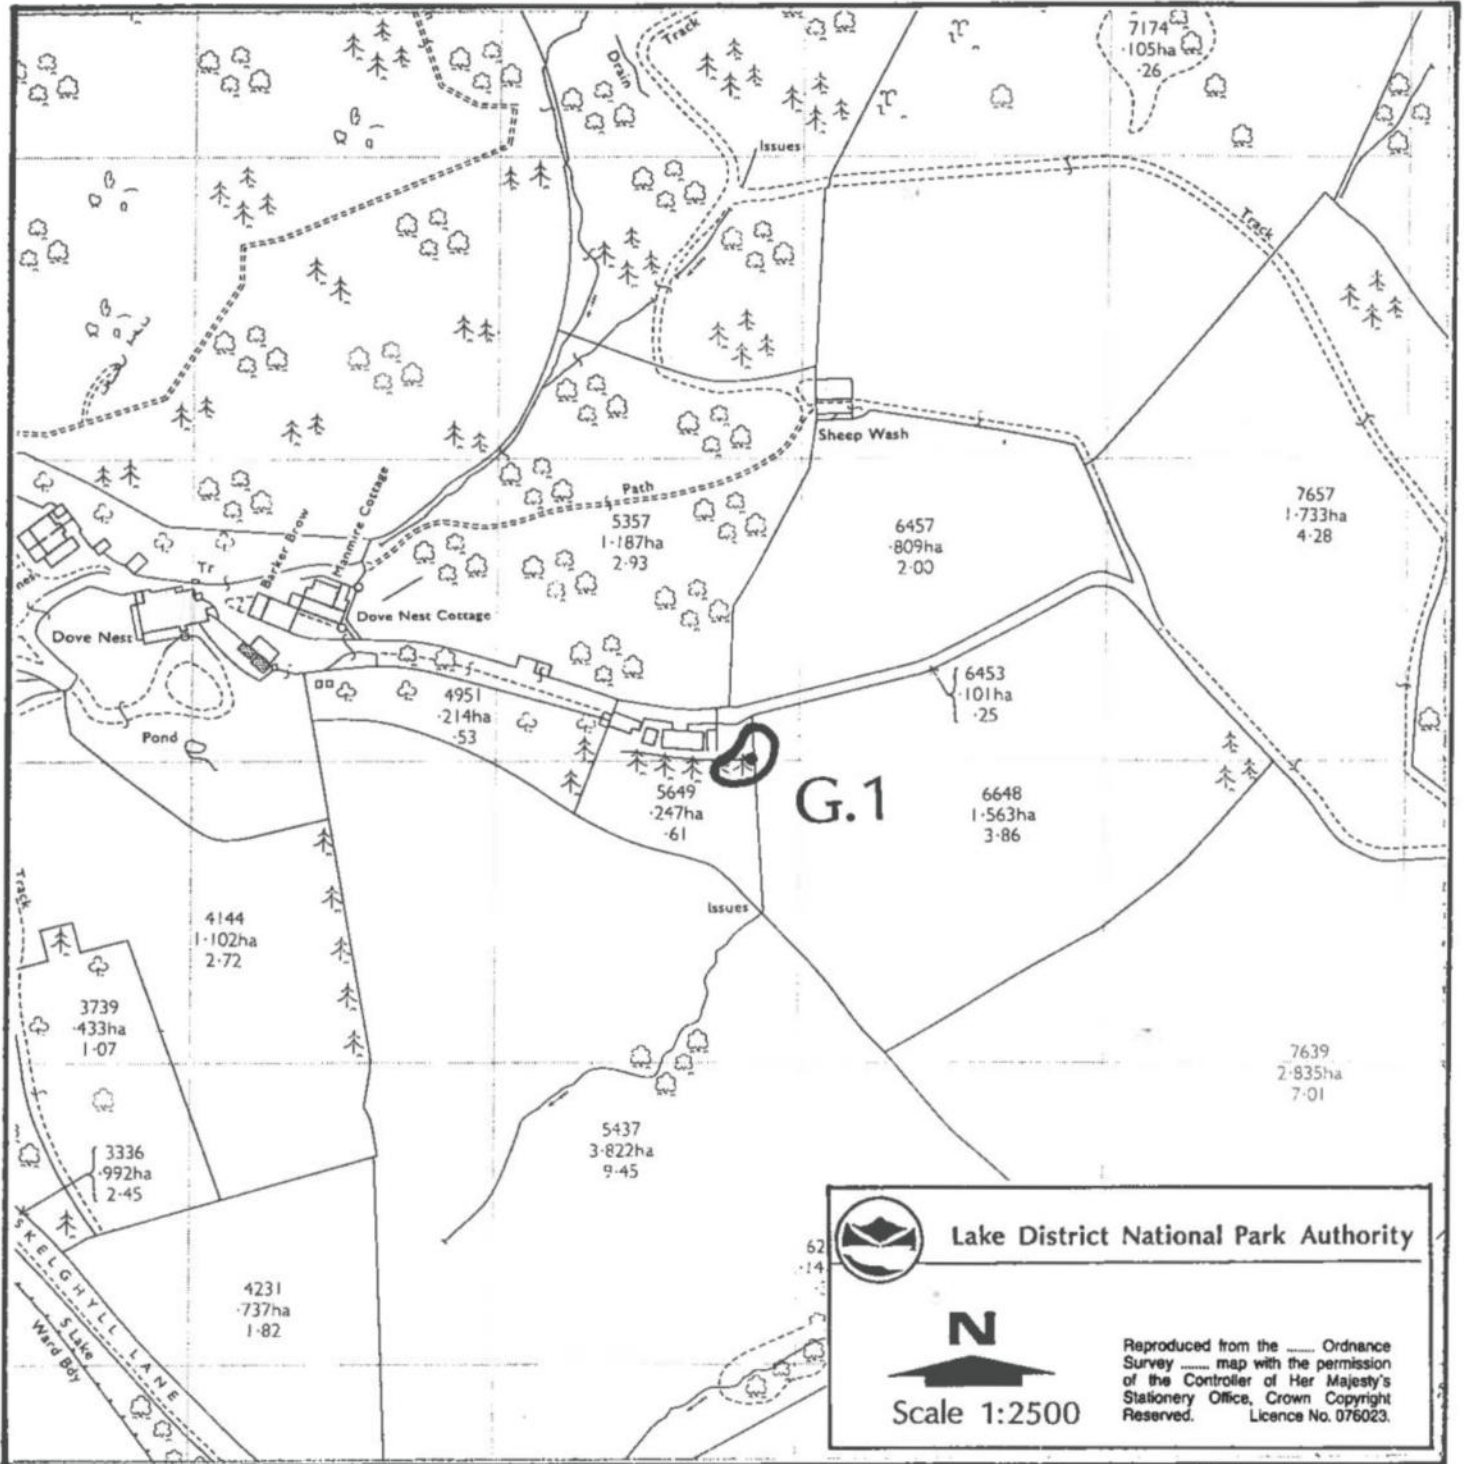 Track
Drain
7174
·105ha
·26
Issues
Track
Sheep Wash
Path
5357
1·187ha
2·93
6457
·809ha
2·00
7657
1·733ha
4·28
Barker Brow
Manmire Cottage
Tr
Dove Nest Cottage
Dove Nest
4951
·214ha
·53
6453
·101ha
·25
Pond
5649
·247ha
·61
G.1
6648
1·563ha
3·86
Track
4144
1·102ha
2·72
Issues
3739
·433ha
1·07
7639
2·835ha
7·01
3336
·992ha
2·45
5437
3·822ha
9·45
SKELGHYLL LANE
S Lake
Ward Bdy
4231
·737ha
1·82
62
·14
Lake District National Park Authority
N
Scale 1:2500
Reproduced from the ...... Ordnance
Survey ....... map with the permission
of the Controller of Her Majesty's
Stationery Office, Crown Copyright
Reserved. Licence No. 076023.